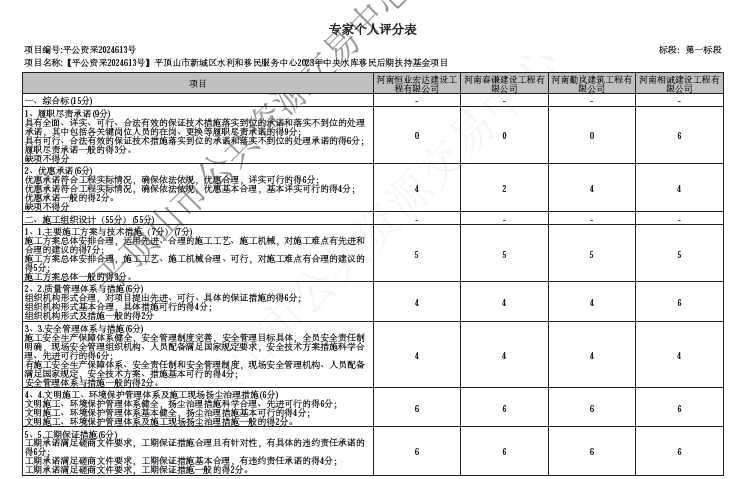 专家个人评分表
项目编号:平公资采2024613号
标段：第一标段
项目名称:【平公资采2024613号】平顶山市新城区水利和移民服务中心2023年中央水库移民后期扶持基金项目
项目
河南恒业宏达建设工程有限公司
河南春谦建设工程有限公司
河南勤岚建筑工程有限公司
河南相诚建设工程有限公司
一、综合标(15分)
- - - -
1、履职尽责承诺(9分)
具有全面、详实、可行、合法有效的保证技术措施落实到位的承诺和落实不到位的处理
承诺，其中包括各关键岗位人员的在岗、更换等履职尽责承诺的得9分；
具有可行、合法有效的保证技术措施落实到位的承诺和落实不到位的处理承诺的得6分；
履职尽责承诺一般的得3分。
缺项不得分
0 0 0 6
2、优惠承诺(6分)
优惠承诺符合工程实际情况，确保依法依规，优惠合理，详实可行的得6分；
优惠承诺符合工程实际情况，确保依法依规，优惠基本合理，基本详实可行的得4分；
优惠承诺一般的得2分。
缺项不得分
4 2 4 4
二、施工组织设计（55分）(55分)
- - - -
1、1.主要施工方案与技术措施（7分）(7分)
施工方案总体安排合理，运用先进、合理的施工工艺、施工机械，对施工难点有先进和
合理的建议的得7分；
施工方案总体安排合理，施工工艺、施工机械合理、可行，对施工难点有合理的建议的
得5分；
施工方案总体一般的得3分。
5 5 5 5
2、2.质量管理体系与措施(6分)
组织机构形式合理，对项目提出先进、可行、具体的保证措施的得6分；
组织机构形式基本合理，具体措施可行的得4分；
组织机构形式及措施一般的得2分
4 4 4 6
3、3.安全管理体系与措施(6分)
施工安全生产保障体系健全，安全管理制度完善，安全管理目标具体，全员安全责任制
明确，现场安全管理组织机构、人员配备满足国家规定要求，安全技术方案措施科学合
理、先进可行的得6分；
有施工安全生产保障体系、安全责任制和安全管理制度，现场安全管理机构、人员配备
满足国家规定，安全技术方案、措施基本可行的得4分；
安全管理体系与措施一般的得2分。
4 4 4 4
4、4.文明施工、环境保护管理体系及施工现场扬尘治理措施(6分)
文明施工、环境保护管理体系健全，扬尘治理措施科学合理、先进可行的得6分；
文明施工、环境保护管理体系基本健全，扬尘治理措施基本可行的得4分；
文明施工、环境保护管理体系及施工现场扬尘治理措施一般的得2分。
6 6 6 6
5、5.工期保证措施(6分)
工期承诺满足磋商文件要求，工期保证措施合理且有针对性，有具体的违约责任承诺的
得6分；
工期承诺满足磋商文件要求，工期保证措施基本合理，有违约责任承诺的得4分；
工期承诺满足磋商文件要求，工期保证措施一般的得2分。
6 6 6 6
平顶山市公共资源交易中心